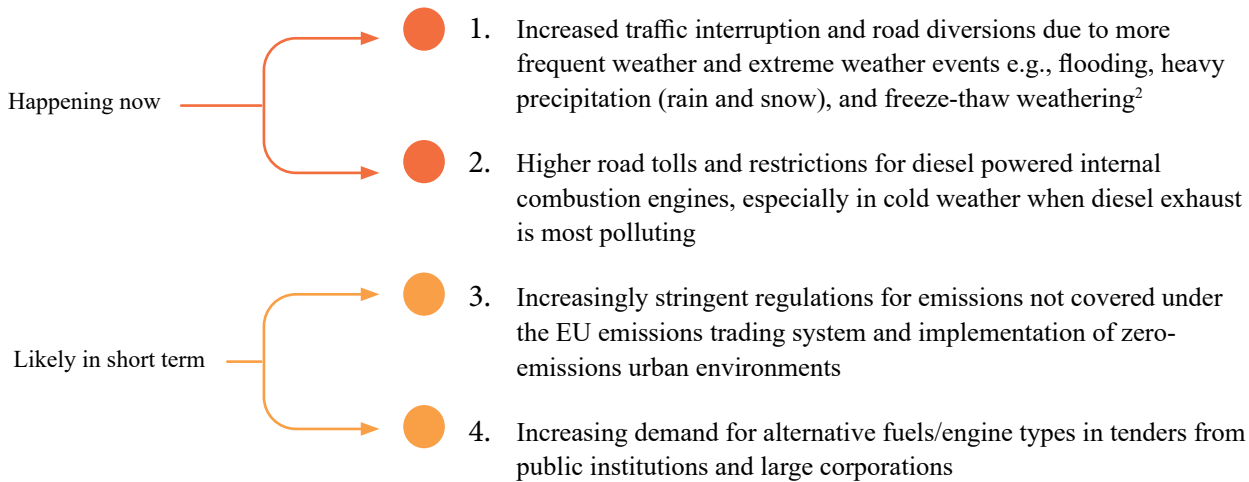 Happening now
1. Increased traffic interruption and road diversions due to more
frequent weather and extreme weather events e.g., flooding, heavy
precipitation (rain and snow), and freeze-thaw weathering²
2. Higher road tolls and restrictions for diesel powered internal
combustion engines, especially in cold weather when diesel exhaust
is most polluting
Likely in short term
3. Increasingly stringent regulations for emissions not covered under
the EU emissions trading system and implementation of zero-
emissions urban environments
4. Increasing demand for alternative fuels/engine types in tenders from
public institutions and large corporations